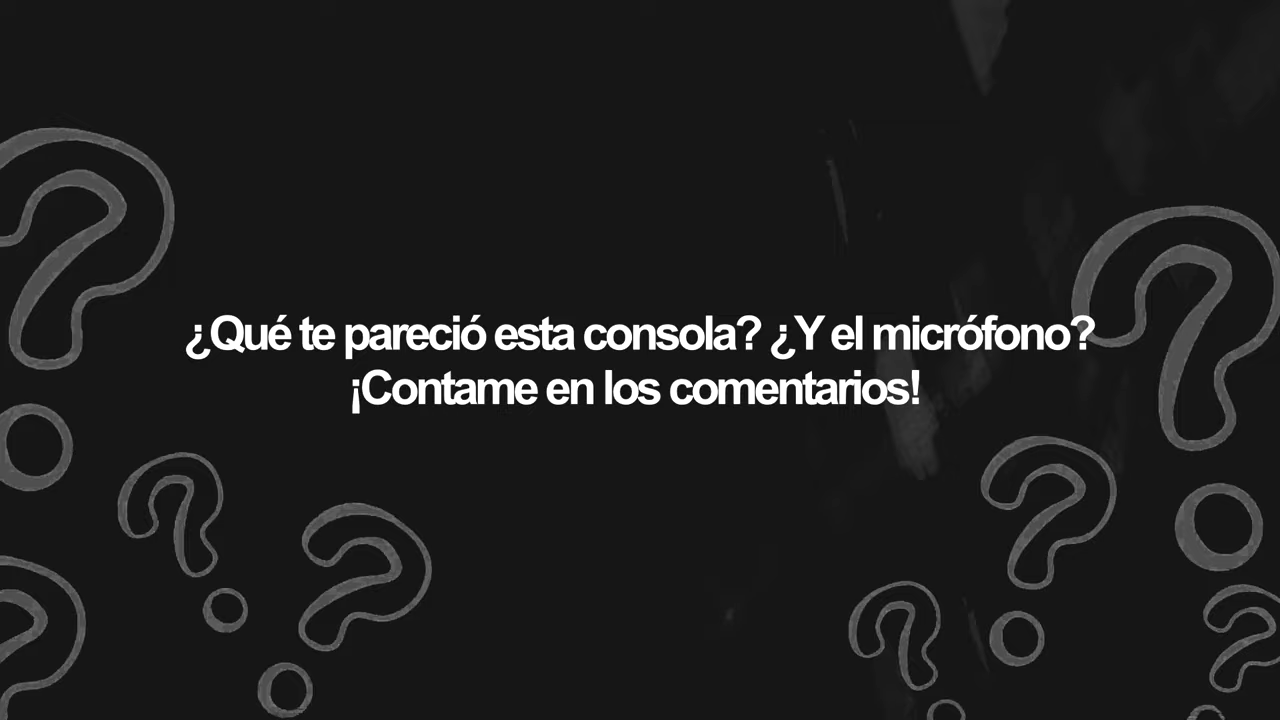 ¿Qué te pareció esta consola? ¿Y el micrófono?
¡Contame en los comentarios!